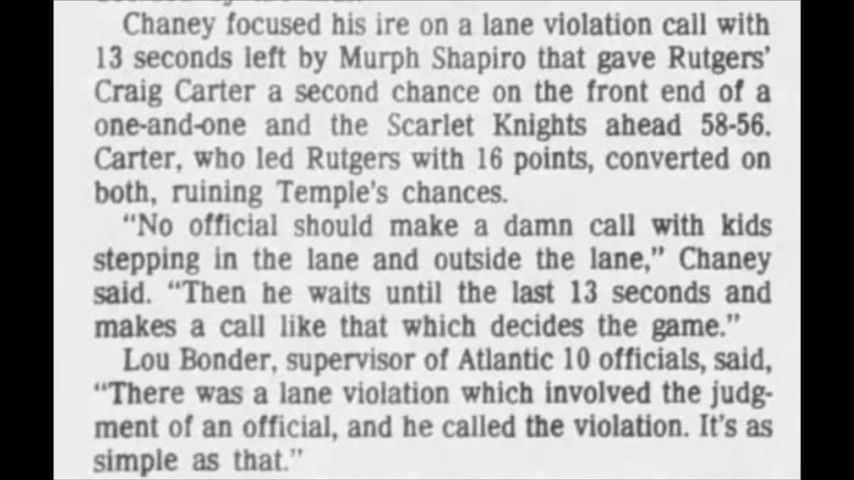 Chaney focused his ire on a lane violation call with
13 seconds left by Murph Shapiro that gave Rutgers'
Craig Carter a second chance on the front end of a
one-and-one and the Scarlet Knights ahead 58-56.
Carter, who led Rutgers with 16 points, converted on
both, ruining Temple's chances.
"No official should make a damn call with kids
stepping in the lane and outside the lane," Chaney
said. "Then he waits until the last 13 seconds and
makes a call like that which decides the game."
Lou Bonder, supervisor of Atlantic 10 officials, said,
"There was a lane violation which involved the judg-
ment of an official, and he called the violation. It's as
simple as that."